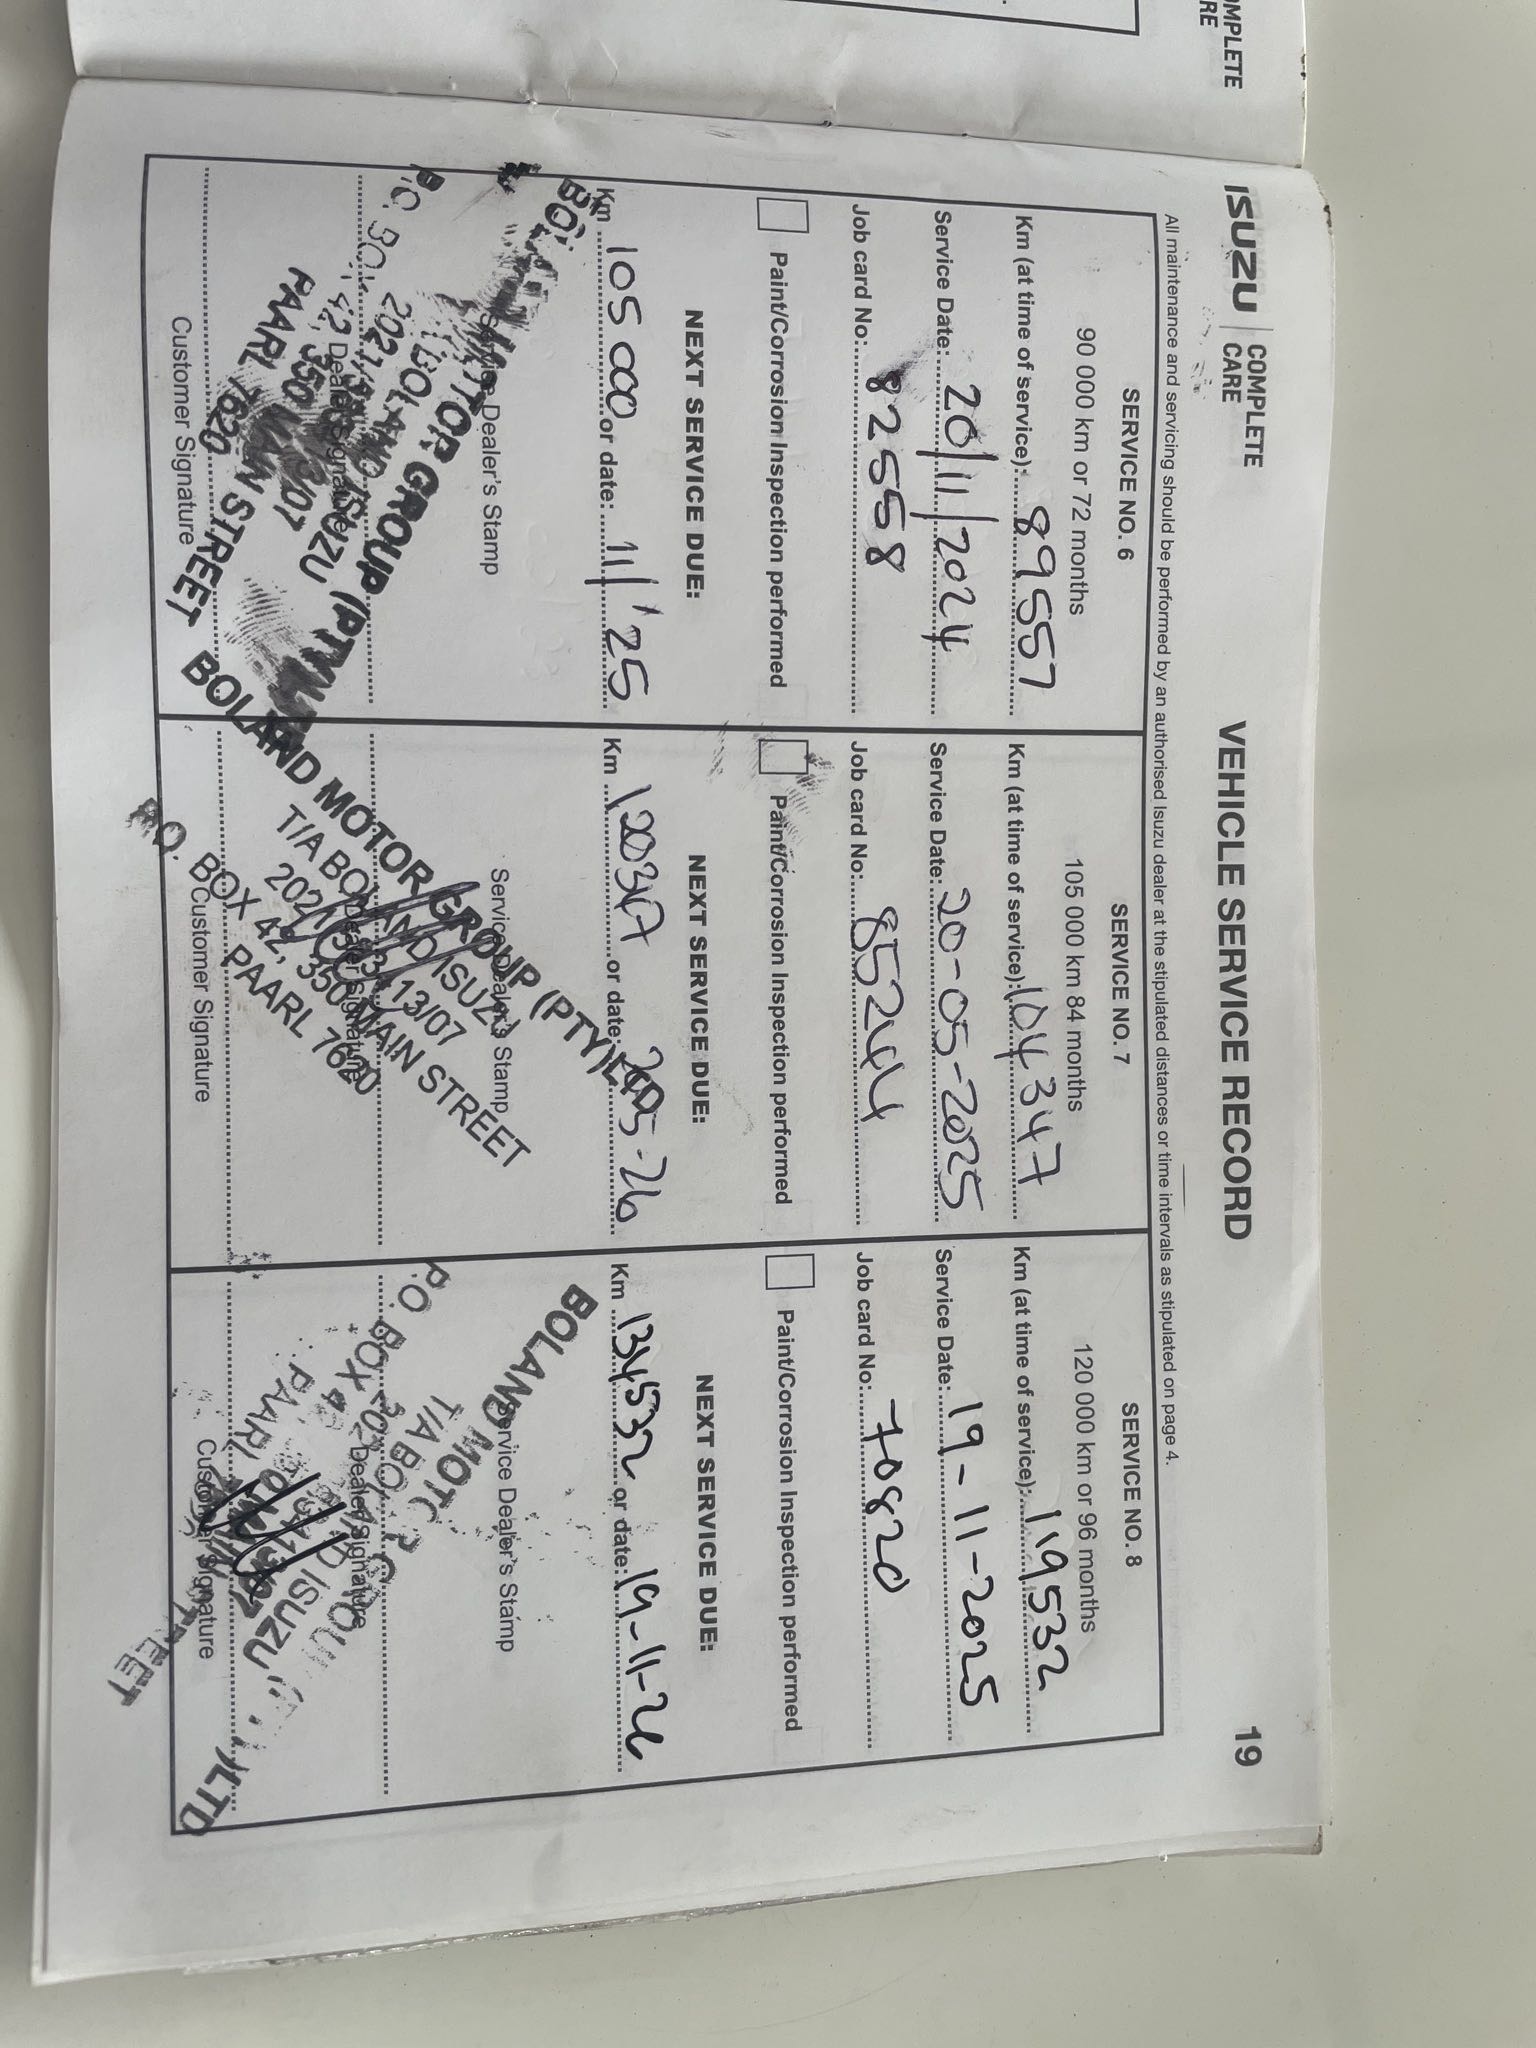 OMPLETE
RE
ISUZU | COMPLETE
CARE
VEHICLE SERVICE RECORD
19
All maintenance and servicing should be performed by an authorised Isuzu dealer at the stipulated distances or time intervals as stipulated on page 4.
SERVICE NO. 6
90 000 km or 72 months
Km (at time of service): 89557
Service Date: 20/11/2024
Job card No: 82558
Paint/Corrosion Inspection performed
NEXT SERVICE DUE:
Km 105 000 or date: 11/'25
Service Dealer's Stamp
Dealer Signature
Customer Signature
MOTOR GROUP (PTY)
BOLAND ISUZU
P.O. BOX 42, 350 MAIN STREET
PAARL 7620
SERVICE NO. 7
105 000 km 84 months
Km (at time of service): 104347
Service Date: 20-05-2025
Job card No: 85244
Paint/Corrosion Inspection performed
NEXT SERVICE DUE:
Km 120347 or date: 20-05-26
Service Dealer's Stamp
Dealer Signature
Customer Signature
BOLAND MOTOR GROUP (PTY) LTD
T/A BOLAND ISUZU
P.O. BOX 42, 350 MAIN STREET
PAARL 7620
SERVICE NO. 8
120 000 km or 96 months
Km (at time of service): 119532
Service Date: 19-11-2025
Job card No: 70820
Paint/Corrosion Inspection performed
NEXT SERVICE DUE:
Km 134532 or date: 19-11-26
Service Dealer's Stamp
Dealer Signature
Customer Signature
BOLAND MOTOR GROUP LTD
T/A BOLAND ISUZU
P.O. BOX
PAARL